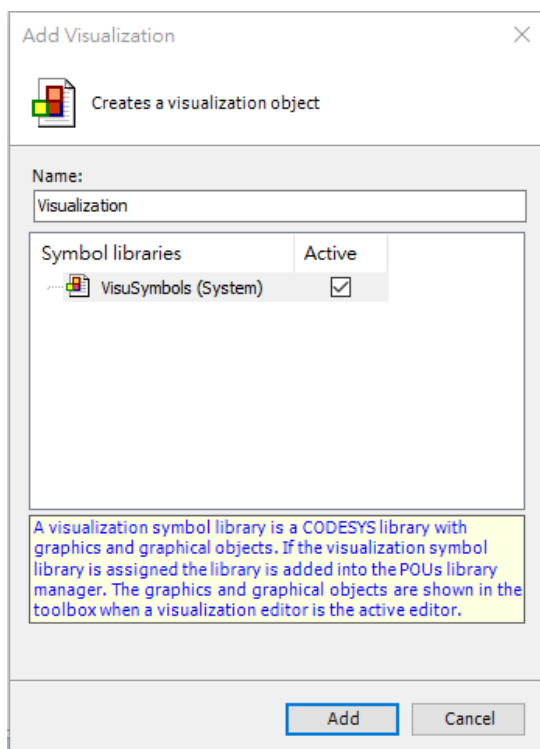 Add Visualization
Creates a visualization object
Name:
Visualization
Symbol libraries Active
VisuSymbols (System)
A visualization symbol library is a CODESYS library with
graphics and graphical objects. If the visualization symbol
library is assigned the library is added into the POUs library
manager. The graphics and graphical objects are shown in the
toolbox when a visualization editor is the active editor.
Add Cancel